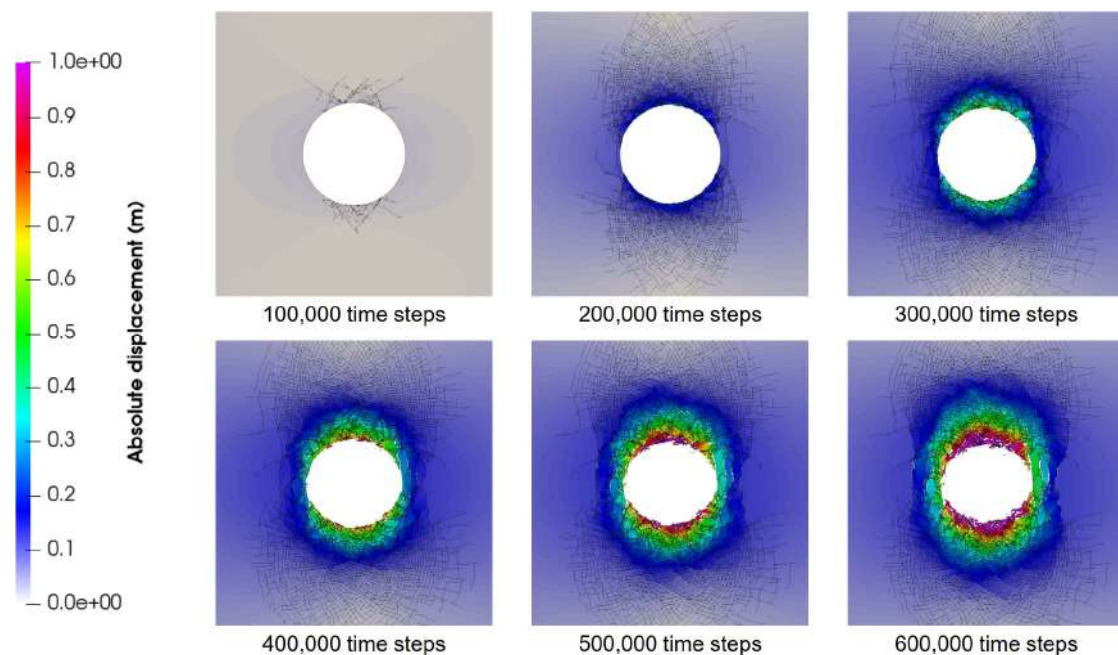 1.0e+00
0.9
0.8
0.7
0.6
0.5
0.4
0.3
0.2
0.1
0.0e+00
Absolute displacement (m)
100,000 time steps
200,000 time steps
300,000 time steps
400,000 time steps
500,000 time steps
600,000 time steps